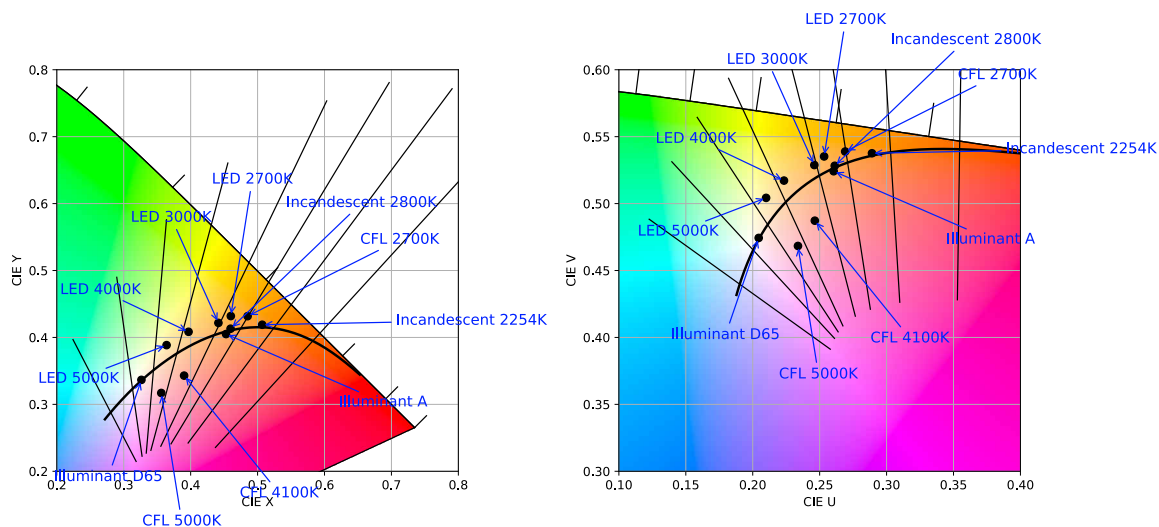 LED 2700K
Incandescent 2800K
LED 3000K
CFL 2700K
LED 4000K
Incandescent 2254K
LED 5000K
Illuminant A
Illuminant D65
CFL 4100K
CFL 5000K
0.2
0.3
0.4
0.5
0.6
0.7
0.8
CIE X
0.2
0.3
0.4
0.5
0.6
0.7
0.8
CIE Y
LED 2700K
Incandescent 2800K
LED 3000K
CFL 2700K
LED 4000K
Incandescent 2254K
LED 5000K
Illuminant A
Illuminant D65
CFL 4100K
CFL 5000K
0.10
0.15
0.20
0.25
0.30
0.35
0.40
CIE U
0.30
0.35
0.40
0.45
0.50
0.55
0.60
CIE V